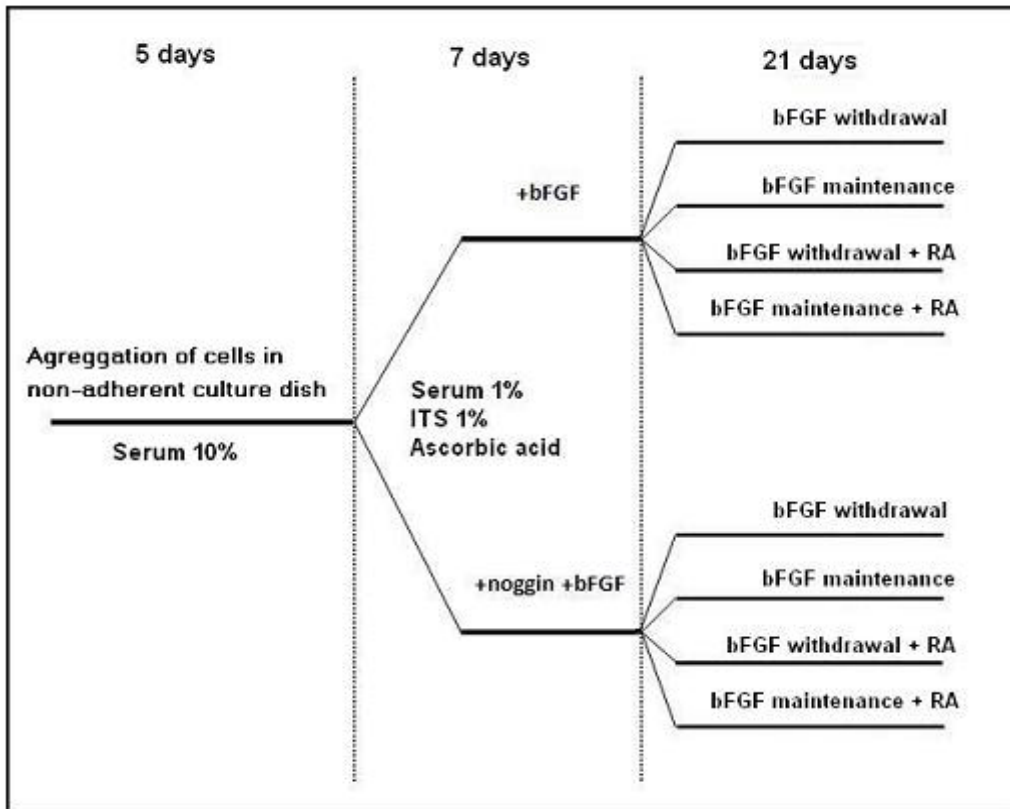 5 days
7 days
21 days
bFGF withdrawal
+bFGF
bFGF maintenance
bFGF withdrawal + RA
bFGF maintenance + RA
Agreggation of cells in
non-adherent culture dish
Serum 10%
Serum 1%
ITS 1%
Ascorbic acid
bFGF withdrawal
+noggin +bFGF
bFGF maintenance
bFGF withdrawal + RA
bFGF maintenance + RA